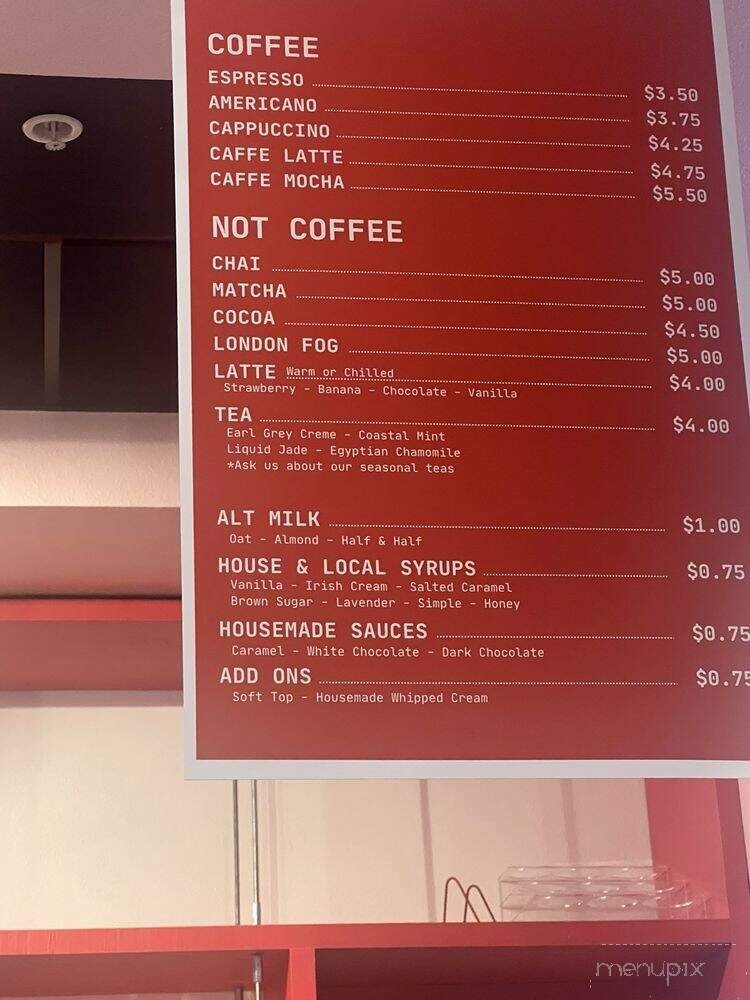 COFFEE
ESPRESSO $3.50
AMERICANO $3.75
CAPPUCCINO $4.25
CAFFE LATTE $4.75
CAFFE MOCHA $5.50
NOT COFFEE
CHAI $5.00
MATCHA $5.00
COCOA $4.50
LONDON FOG $5.00
LATTE Warm or Chilled $4.00
Strawberry - Banana - Chocolate - Vanilla
TEA $4.00
Earl Grey Creme - Coastal Mint
Liquid Jade - Egyptian Chamomile
*Ask us about our seasonal teas
ALT MILK $1.00
Oat - Almond - Half & Half
HOUSE & LOCAL SYRUPS $0.75
Vanilla - Irish Cream - Salted Caramel
Brown Sugar - Lavender - Simple - Honey
HOUSEMADE SAUCES $0.75
Caramel - White Chocolate - Dark Chocolate
ADD ONS $0.75
Soft Top - Housemade Whipped Cream
menupix